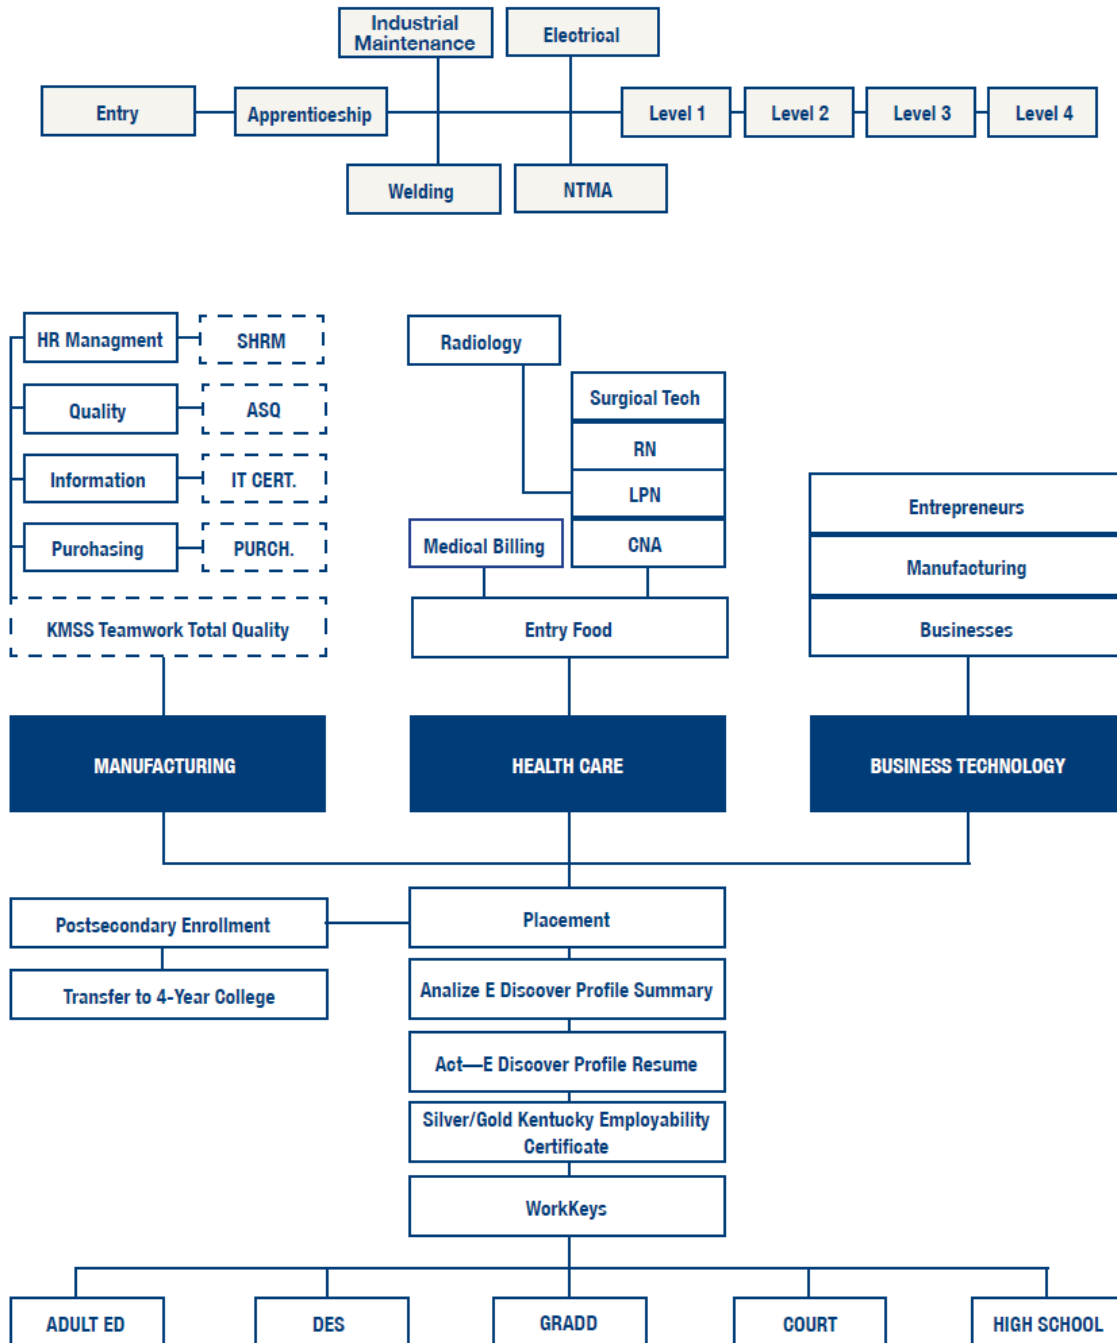 Industrial
Maintenance
Electrical
Entry
Apprenticeship
Level 1
Level 2
Level 3
Level 4
Welding
NTMA
HR Managment
SHRM
Quality
ASQ
Information
IT CERT.
Purchasing
PURCH.
KMSS Teamwork Total Quality
Radiology
Surgical Tech
RN
LPN
Medical Billing
CNA
Entry Food
Entrepreneurs
Manufacturing
Businesses
MANUFACTURING
HEALTH CARE
BUSINESS TECHNOLOGY
Postsecondary Enrollment
Placement
Transfer to 4-Year College
Analize E Discover Profile Summary
Act—E Discover Profile Resume
Silver/Gold Kentucky Employability
Certificate
WorkKeys
ADULT ED
DES
GRADD
COURT
HIGH SCHOOL